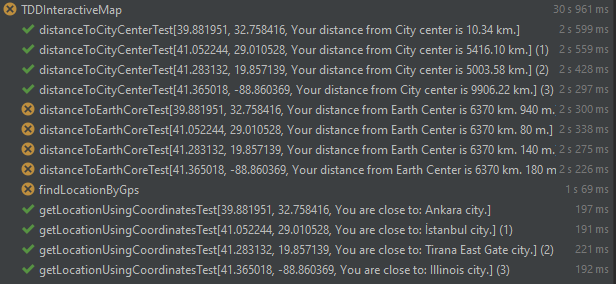 TDDInteractiveMap 30 s 961 ms
distanceToCityCenterTest[39.881951, 32.758416, Your distance from City center is 10.34 km.] 2 s 599 ms
distanceToCityCenterTest[41.052244, 29.010528, Your distance from City center is 5416.10 km.] (1) 2 s 559 ms
distanceToCityCenterTest[41.283132, 19.857139, Your distance from City center is 5003.58 km.] (2) 2 s 428 ms
distanceToCityCenterTest[41.365018, -88.860369, Your distance from City center is 9906.22 km.] (3) 2 s 297 ms
distanceToEarthCoreTest[39.881951, 32.758416, Your distance from Earth Center is 6370 km. 940 m. 2 s 300 ms
distanceToEarthCoreTest[41.052244, 29.010528, Your distance from Earth Center is 6370 km. 80 m.] 2 s 338 ms
distanceToEarthCoreTest[41.283132, 19.857139, Your distance from Earth Center is 6370 km. 140 m. 2 s 275 ms
distanceToEarthCoreTest[41.365018, -88.860369, Your distance from Earth Center is 6370 km. 180 m 2 s 226 ms
findLocationByGps 1 s 69 ms
getLocationUsingCoordinatesTest[39.881951, 32.758416, You are close to: Ankara city.] 197 ms
getLocationUsingCoordinatesTest[41.052244, 29.010528, You are close to: İstanbul city.] (1) 191 ms
getLocationUsingCoordinatesTest[41.283132, 19.857139, You are close to: Tirana East Gate city.] (2) 221 ms
getLocationUsingCoordinatesTest[41.365018, -88.860369, You are close to: Illinois city.] (3) 192 ms